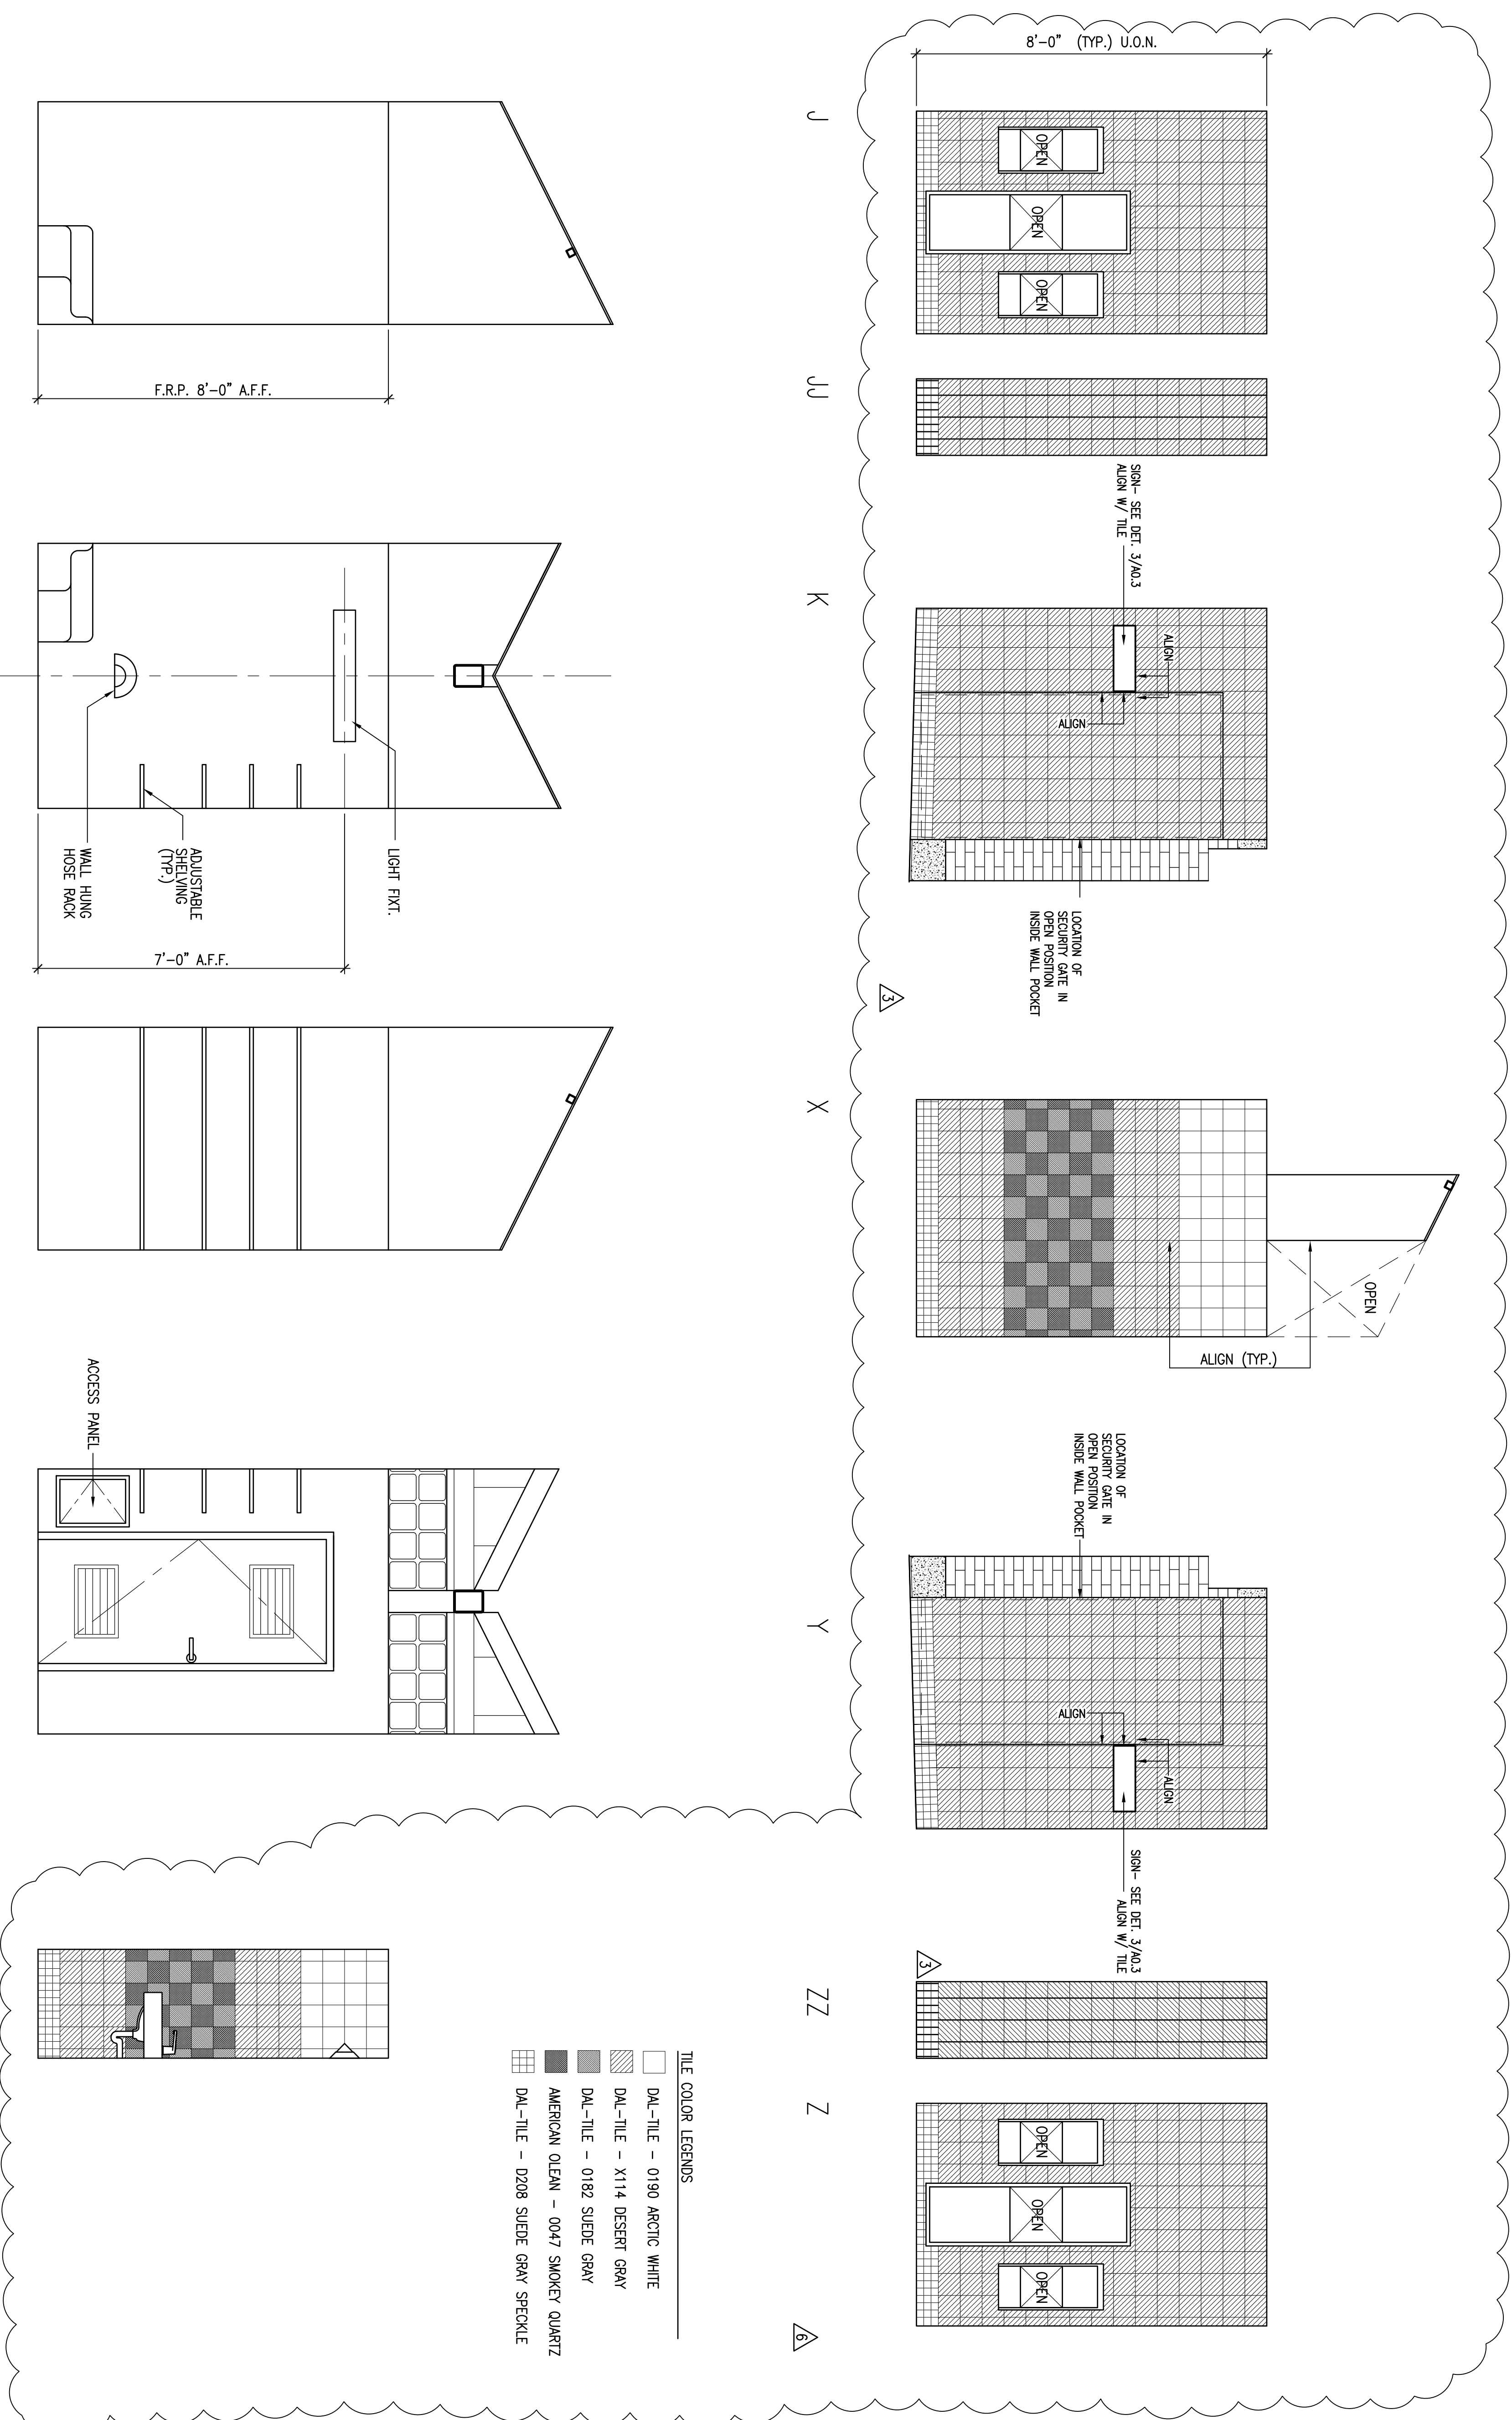 8'-0" (TYP.) U.O.N.
OPEN
OPEN
OPEN
J
JJ
SIGN- SEE DET. 3/A0.3
ALIGN W/ TILE
ALIGN
ALIGN
K
LOCATION OF
SECURITY GATE IN
OPEN POSITION
INSIDE WALL POCKET
3
OPEN
ALIGN (TYP.)
X
LOCATION OF
SECURITY GATE IN
OPEN POSITION
INSIDE WALL POCKET
ALIGN
ALIGN
Y
SIGN- SEE DET. 3/A0.3
ALIGN W/ TILE
3
ZZ
OPEN
OPEN
OPEN
Z
6
F.R.P. 8'-0" A.F.F.
LIGHT FIXT.
ADJUSTABLE
SHELVING
(TYP.)
WALL HUNG
HOSE RACK
7'-0" A.F.F.
ACCESS PANEL
TILE COLOR LEGENDS
DAL-TILE - 0190 ARCTIC WHITE
DAL-TILE - X114 DESERT GRAY
DAL-TILE - 0182 SUEDE GRAY
AMERICAN OLEAN - 0047 SMOKEY QUARTZ
DAL-TILE - D208 SUEDE GRAY SPECKLE